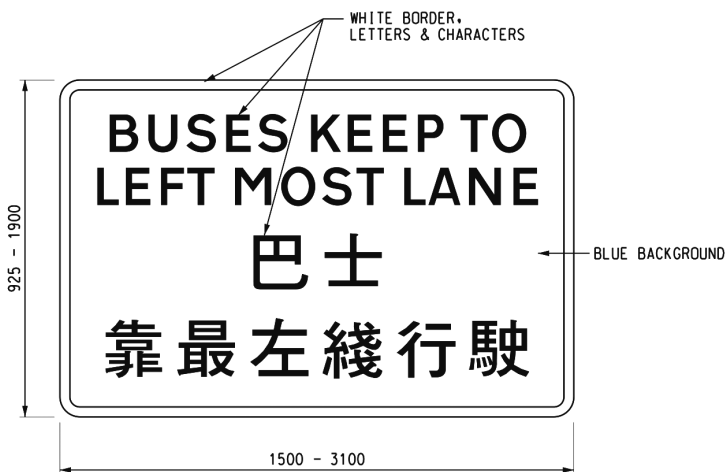 WHITE BORDER,
LETTERS & CHARACTERS
BUSES KEEP TO
LEFT MOST LANE
巴士
靠最左綫行駛
BLUE BACKGROUND
925 - 1900
1500 - 3100